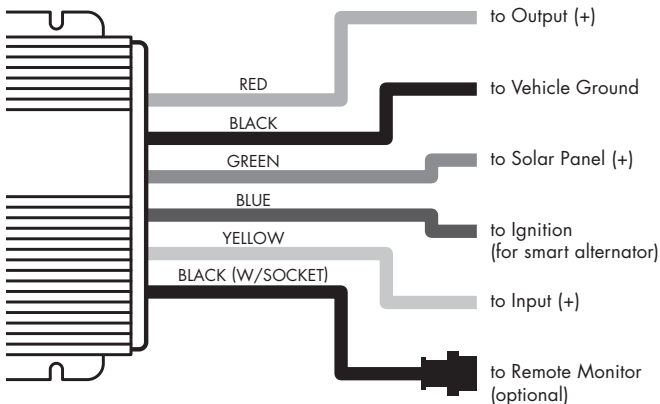 to Output (+)
RED
to Vehicle Ground
BLACK
GREEN
to Solar Panel (+)
BLUE
to Ignition
(for smart alternator)
YELLOW
BLACK (W/SOCKET)
to Input (+)
to Remote Monitor
(optional)